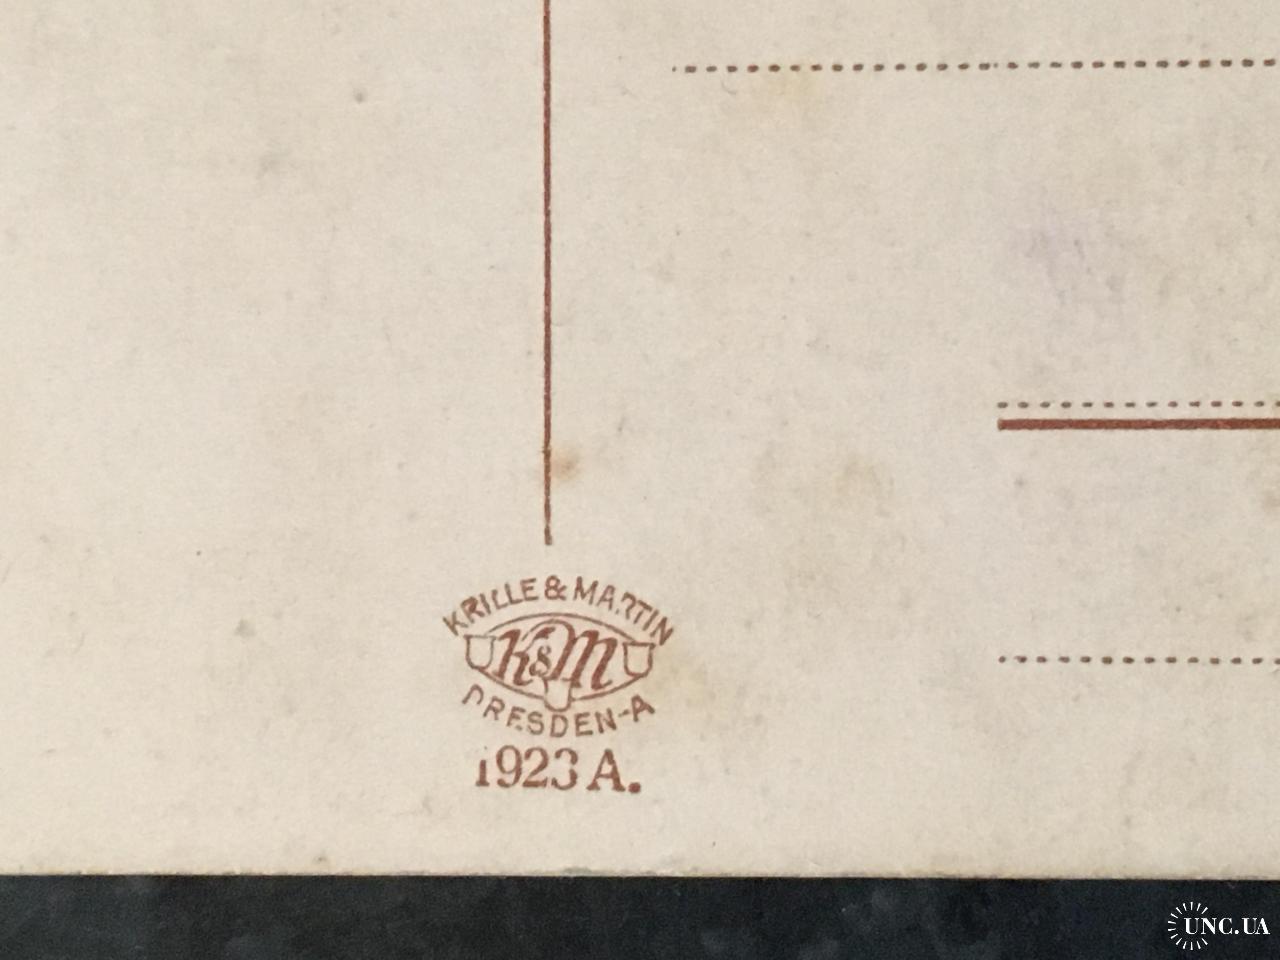 KRILLE & MARTIN
K&M
DRESDEN-A
1923 A.
UNC.UA